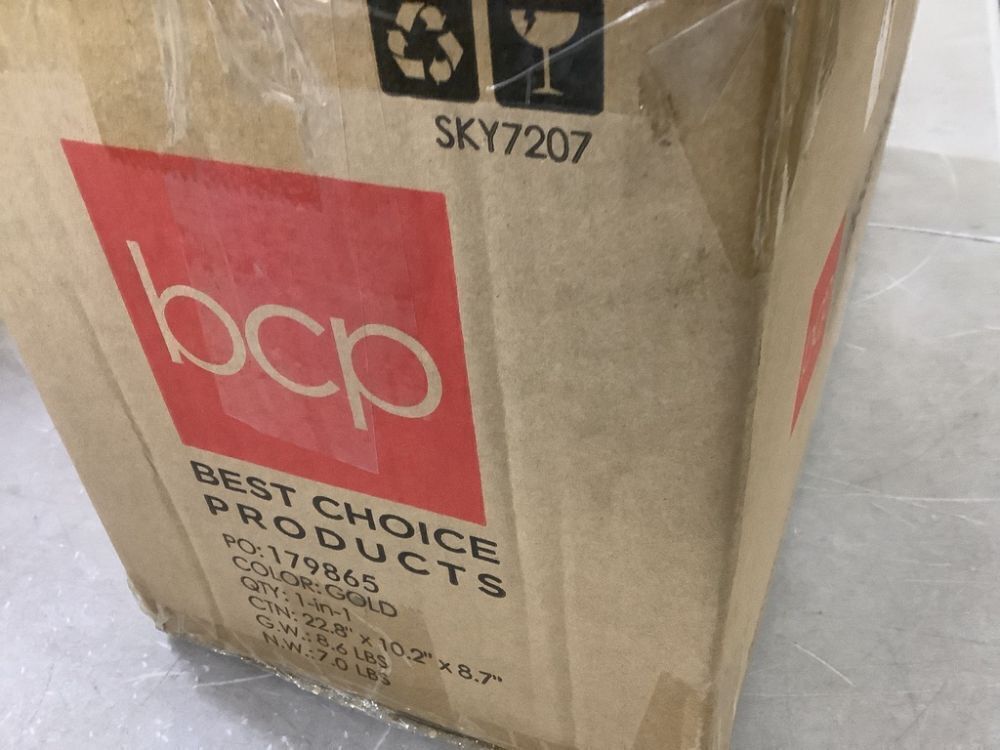 SKY7207
bcp
BEST CHOICE
PRODUCTS
PO: 179865
COLOR: GOLD
QTY: 1-in-1
CTN: 22.8" x 10.2" x 8.7"
G.W.: 8.6 LBS
N.W.: 7.0 LBS